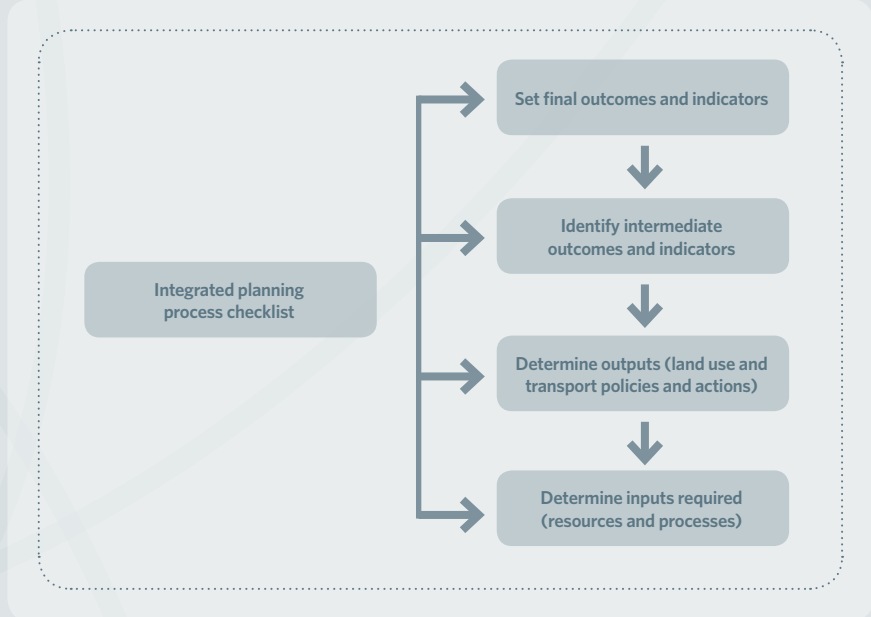 Set final outcomes and indicators
Identify intermediate
outcomes and indicators
Integrated planning
process checklist
Determine outputs (land use and
transport policies and actions)
Determine inputs required
(resources and processes)